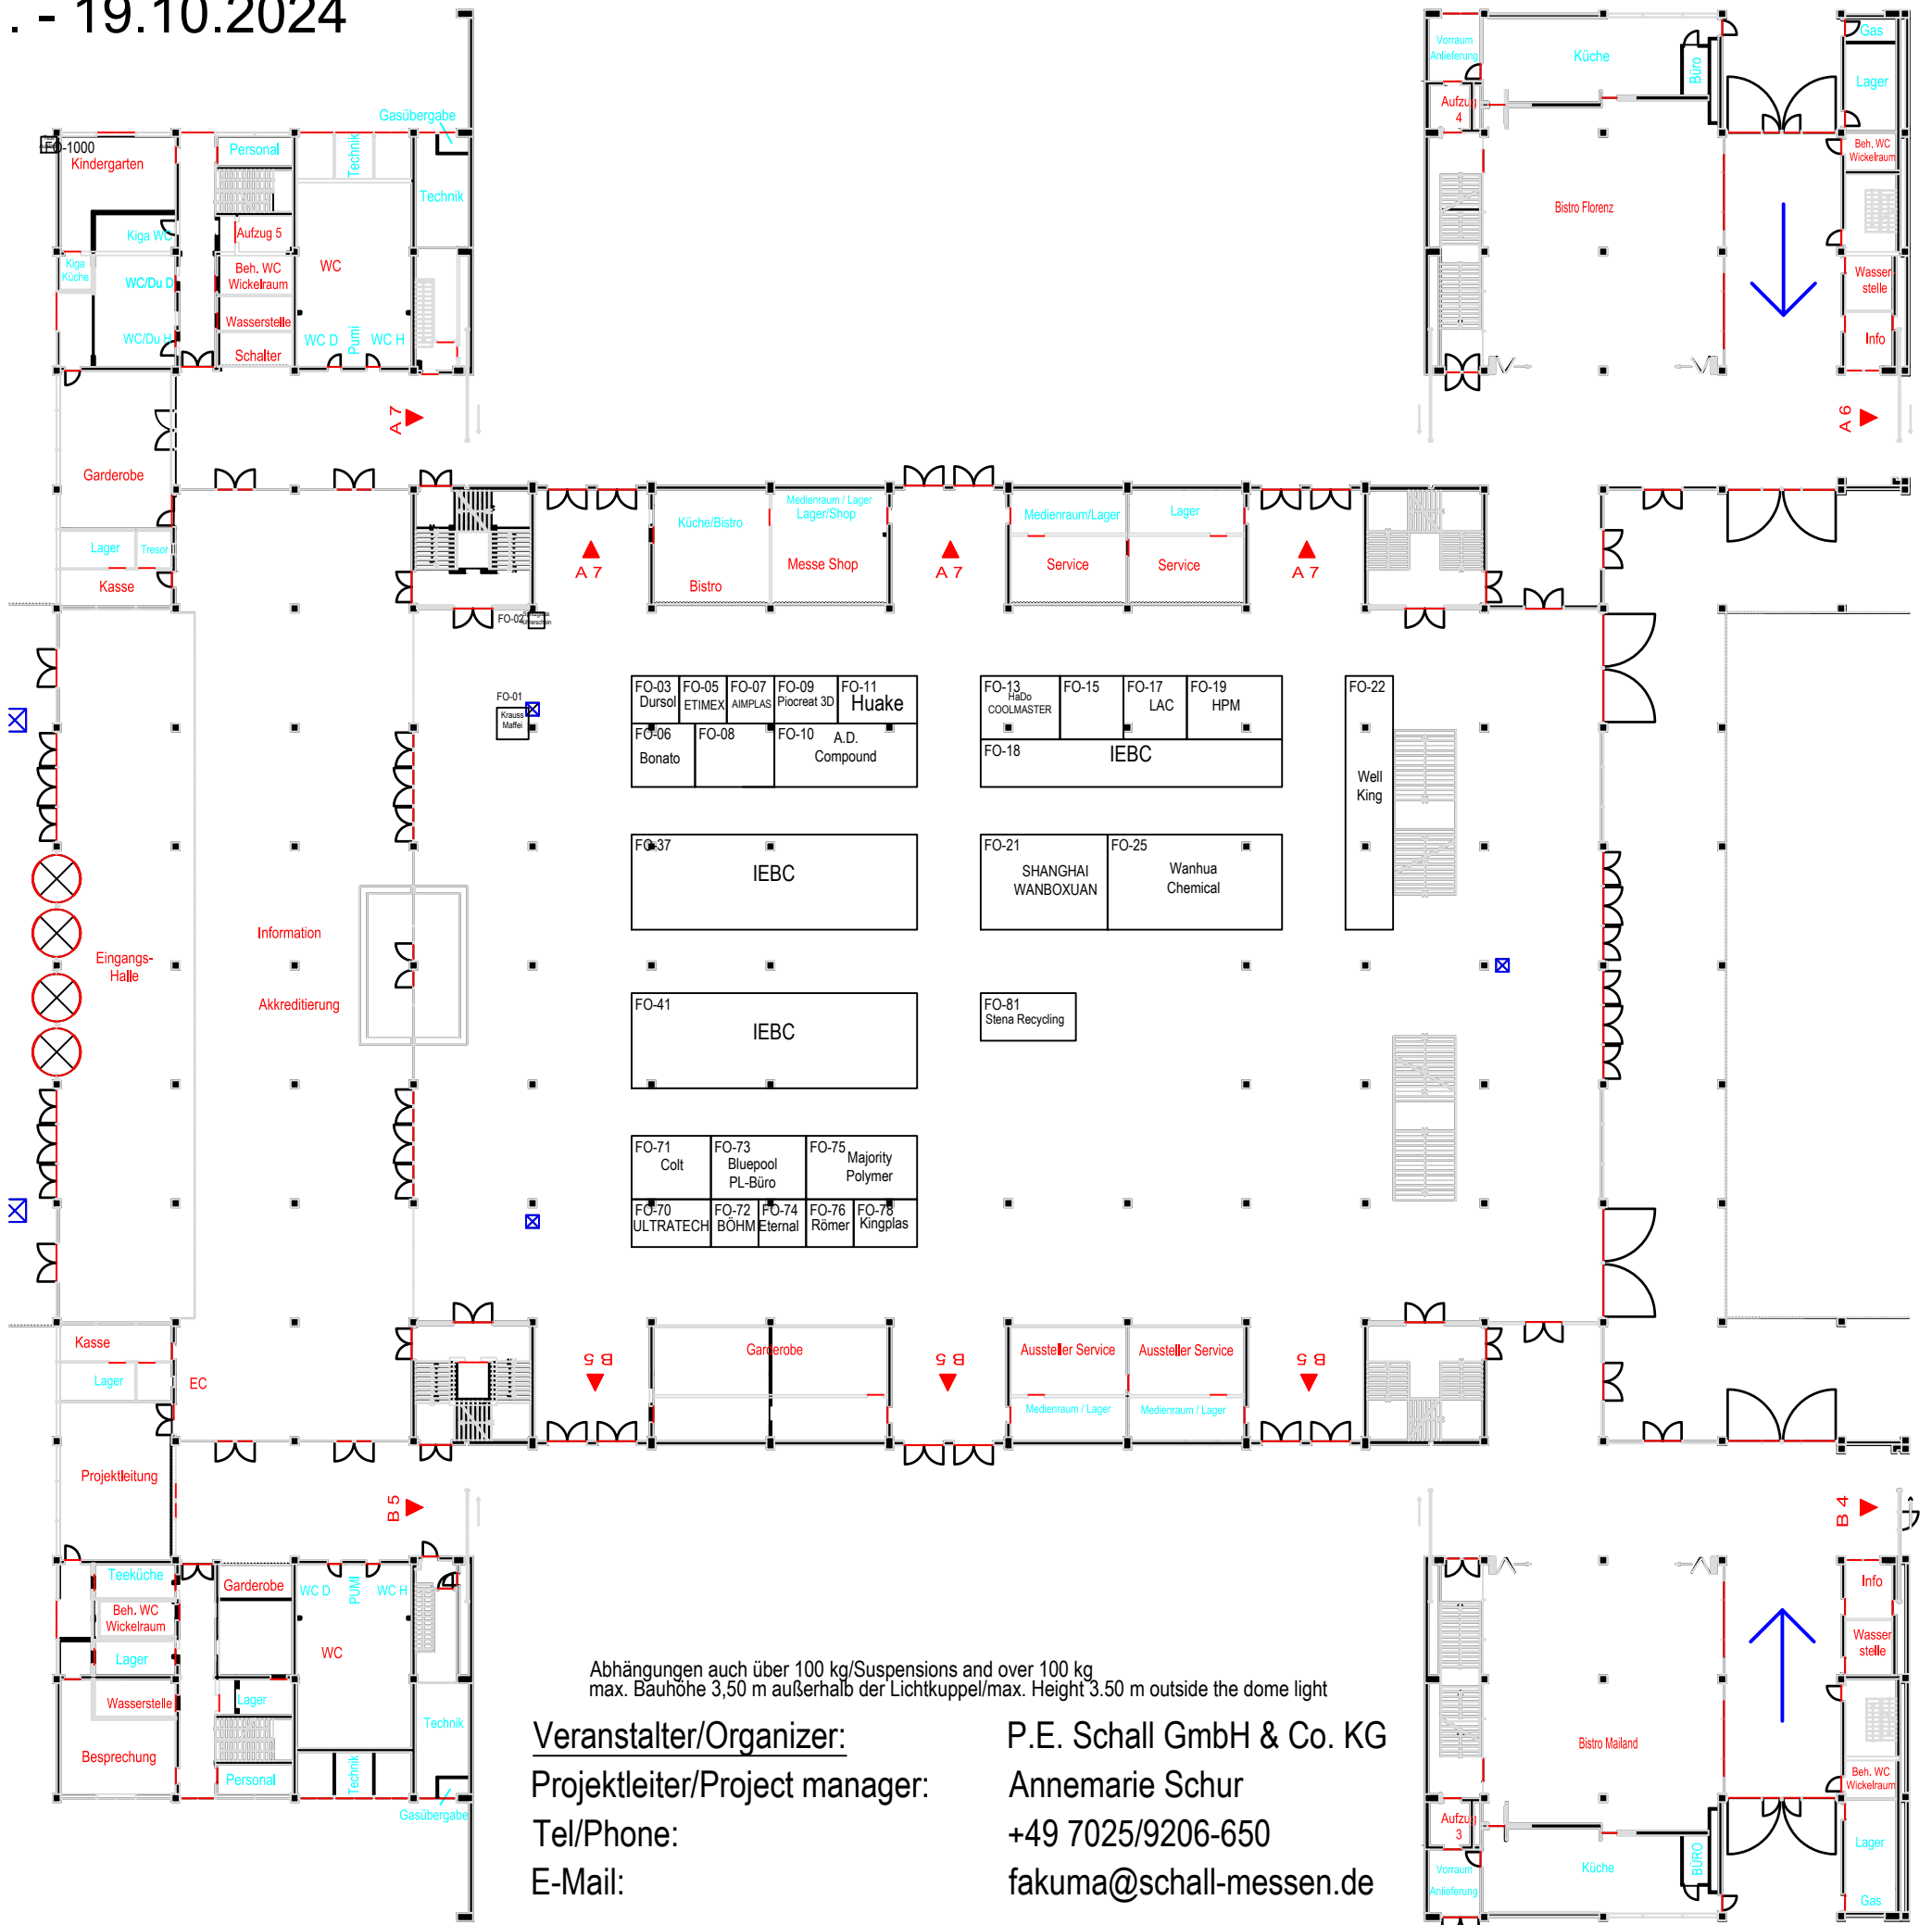 . - 19.10.2024
Gasübergabe
FO-1000
Kindergarten
Personal
Technik
Technik
Kiga WC
Aufzug 5
Kiga
Küche
WC/Du D
Beh. WC
Wickelraum
WC
Wasserstelle
WC/Du H
Schalter
WC D
Pumi
WC H
Vorraum
Anlieferung
Küche
Büro
Gas
Lager
Aufzug
4
Beh. WC
Wickelraum
Bistro Florenz
Wasser
stelle
Info
A 7
A 6
Garderobe
Lager
Tresor
Kasse
Küche/Bistro
Bistro
Medienraum / Lager
Lager/Shop
Messe Shop
Medienraum/Lager
Service
Lager
Service
A 7
A 7
A 7
FO-02
FO-01
Krauss
Maffei
FO-03
Dursol
FO-05
ETIMEX
FO-07
AIMPLAS
FO-09
Piocreat 3D
FO-11
Huake
FO-06
Bonato
FO-08
FO-10
A.D.
Compound
FO-13
HaDo
COOLMASTER
FO-15
FO-17
LAC
FO-19
HPM
FO-18
IEBC
FO-22
Well
King
FO-37
IEBC
FO-21
SHANGHAI
WANBOXUAN
FO-25
Wanhua
Chemical
Eingangs-
Halle
Information
Akkreditierung
FO-41
IEBC
FO-81
Stena Recycling
FO-71
Colt
FO-73
Bluepool
PL-Büro
FO-75
Majority
Polymer
FO-70
ULTRATECH
FO-72
BÖHM
FO-74
Eternal
FO-76
Römer
FO-78
Kingplas
Kasse
Lager
EC
B 5
B 5
B 5
Garderobe
Aussteller Service
Aussteller Service
Medienraum / Lager
Medienraum / Lager
Projektleitung
B 5
B 4
Teeküche
Beh. WC
Wickelraum
Lager
Wasserstelle
Besprechung
Garderobe
Lager
Personal
WC D
PUMI
WC H
WC
Technik
Technik
Gasübergabe
Info
Wasser
stelle
Bistro Mailand
Beh. WC
Wickelraum
Aufzug
3
Vorraum
Anlieferung
Küche
BÜRO
Lager
Gas
Abhängungen auch über 100 kg/Suspensions and over 100 kg
max. Bauhöhe 3,50 m außerhalb der Lichtkuppel/max. Height 3.50 m outside the dome light
Veranstalter/Organizer: P.E. Schall GmbH & Co. KG
Projektleiter/Project manager: Annemarie Schur
Tel/Phone: +49 7025/9206-650
E-Mail: fakuma@schall-messen.de